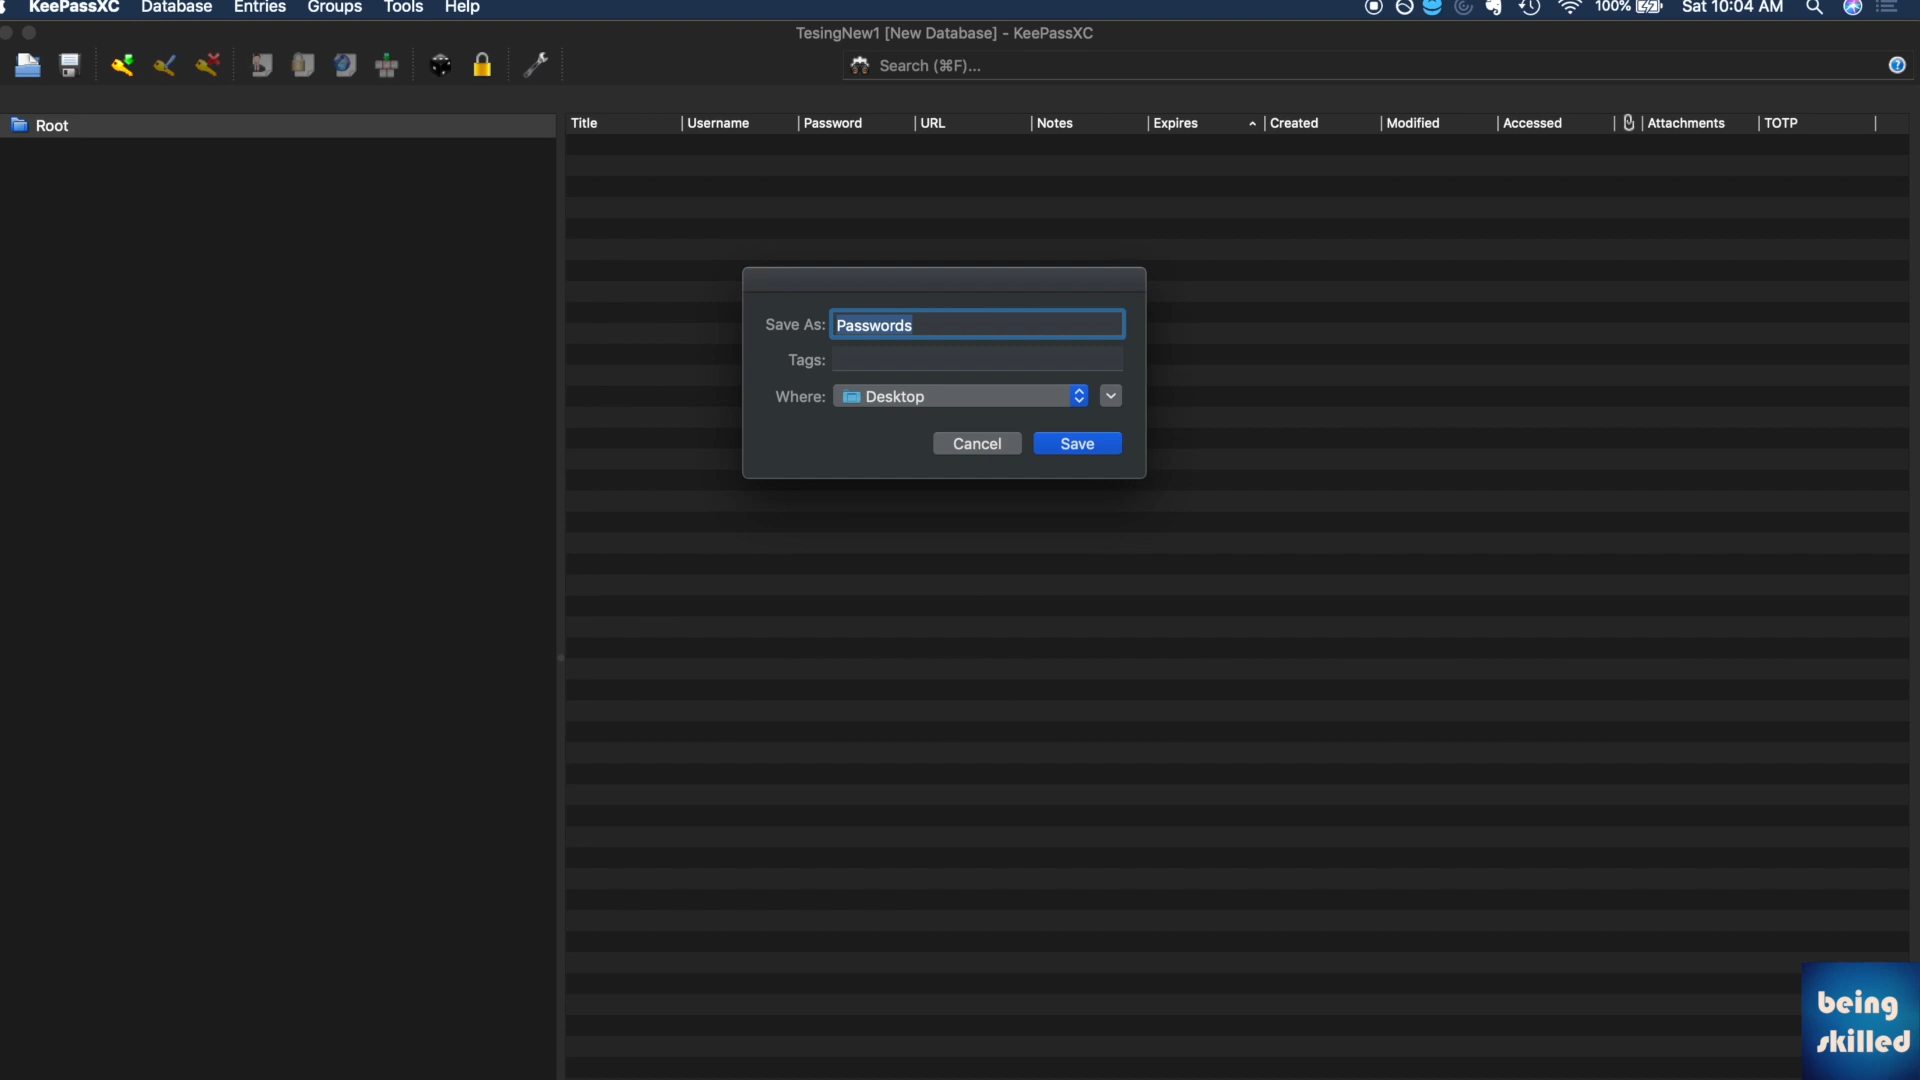 KeePassXC Database Entries Groups Tools Help 100% Sat 10:04 AM
TesingNew1 [New Database] - KeePassXC
Search (⌘F)...
Root
Title Username Password URL Notes Expires Created Modified Accessed Attachments TOTP
Save As: Passwords
Tags:
Where: Desktop
Cancel Save
being
skilled